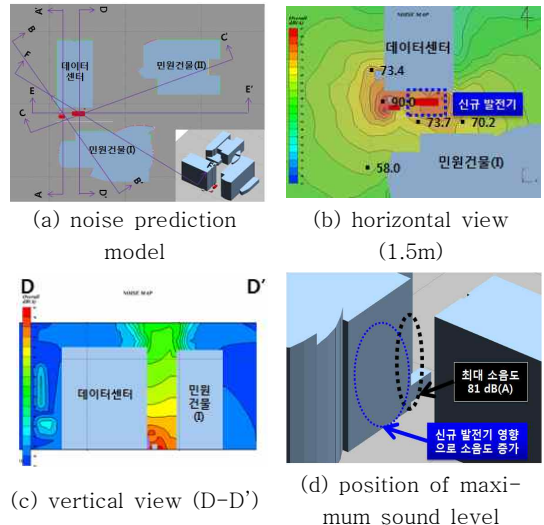 A'
D
B
F
C'
데이터
센터
민원건물(II)
E
E'
C
민원건물(I)
F'
B'
A
D'
(a) noise prediction
model
NOISE MAP
데이터센터
73.4
90.0
신규 발전기
73.7
70.2
58.0
민원건물(I)
(b) horizontal view
(1.5m)
D
NOISE MAP
D'
데이터센터
민원
건물
(I)
(c) vertical view (D-D')
최대 소음도
81 dB(A)
신규 발전기 영향
으로 소음도 증가
(d) position of maxi-
mum sound level